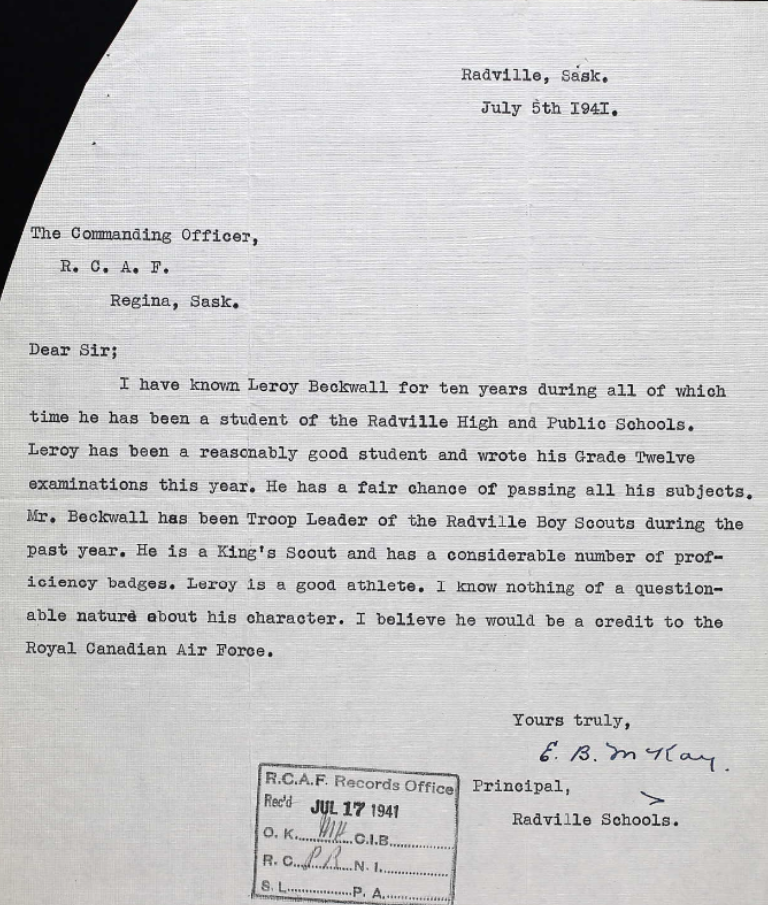 Radville, Sask.
July 5th I94I.
The Commanding Officer,
R. C. A. F.
Regina, Sask.
Dear Sir;
I have known Leroy Beckwall for ten years during all of which
time he has been a student of the Radville High and Public Schools.
Leroy has been a reasonably good student and wrote his Grade Twelve
examinations this year. He has a fair chance of passing all his subjects.
Mr. Beckwall has been Troop Leader of the Radville Boy Scouts during the
past year. He is a King's Scout and has a considerable number of prof-
iciency badges. Leroy is a good athlete. I know nothing of a question-
able nature about his character. I believe he would be a credit to the
Royal Canadian Air Force.
Yours truly,
E. B. McKay.
Principal,
Radville Schools.
R.C.A.F. Records Office
Rec'd JUL 17 1941
O. K. C.I.B.
R. C. N. I.
S. L. P. A.